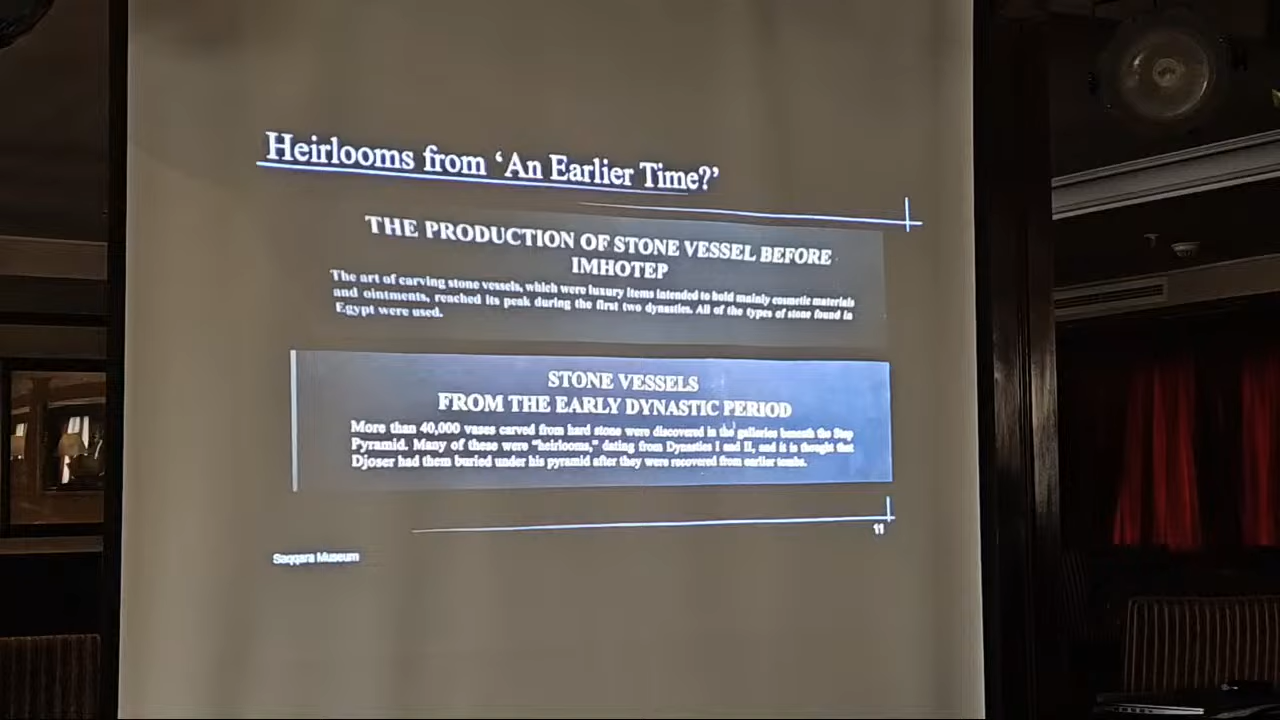 Heirlooms from ‘An Earlier Time?’
THE PRODUCTION OF STONE VESSEL BEFORE
IMHOTEP
The art of carving stone vessels, which were luxury items intended to hold mainly cosmetic materials
and ointments, reached its peak during the first two dynasties. All of the types of stone found in
Egypt were used.
STONE VESSELS
FROM THE EARLY DYNASTIC PERIOD
More than 40,000 vases carved from hard stone were discovered in the galleries beneath the Step
Pyramid. Many of these were "heirlooms," dating from Dynasties I and II, and it is thought that
Djoser had them buried under his pyramid after they were recovered from earlier tombs.
11
Saqqara Museum